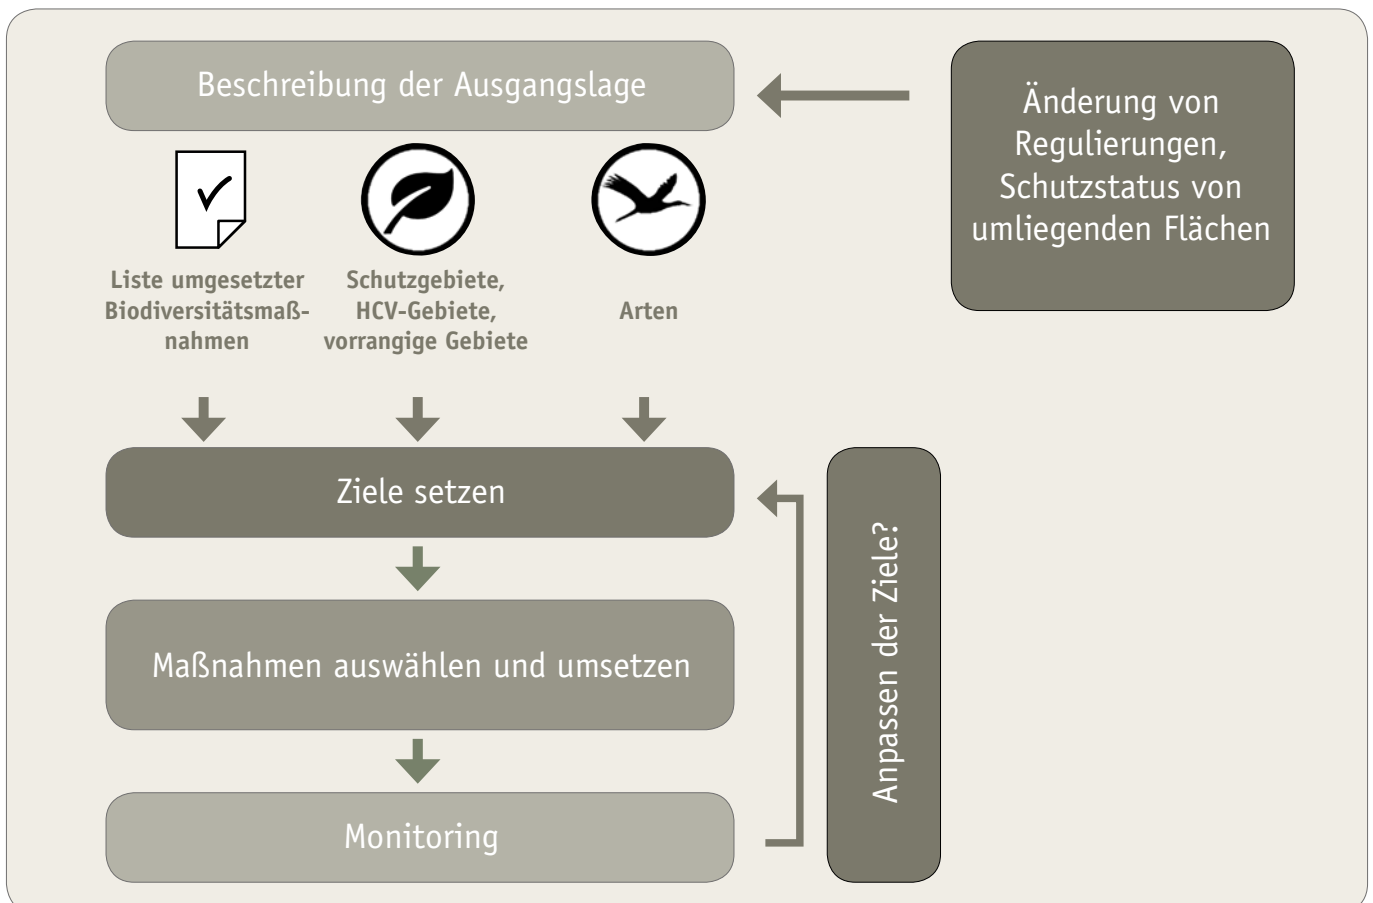 Beschreibung der Ausgangslage
Änderung von
Regulierungen,
Schutzstatus von
umliegenden Flächen
Liste umgesetzter
Biodiversitätsmaß-
nahmen
Schutzgebiete,
HCV-Gebiete,
vorrangige Gebiete
Arten
Ziele setzen
Maßnahmen auswählen und umsetzen
Monitoring
Anpassen der Ziele?